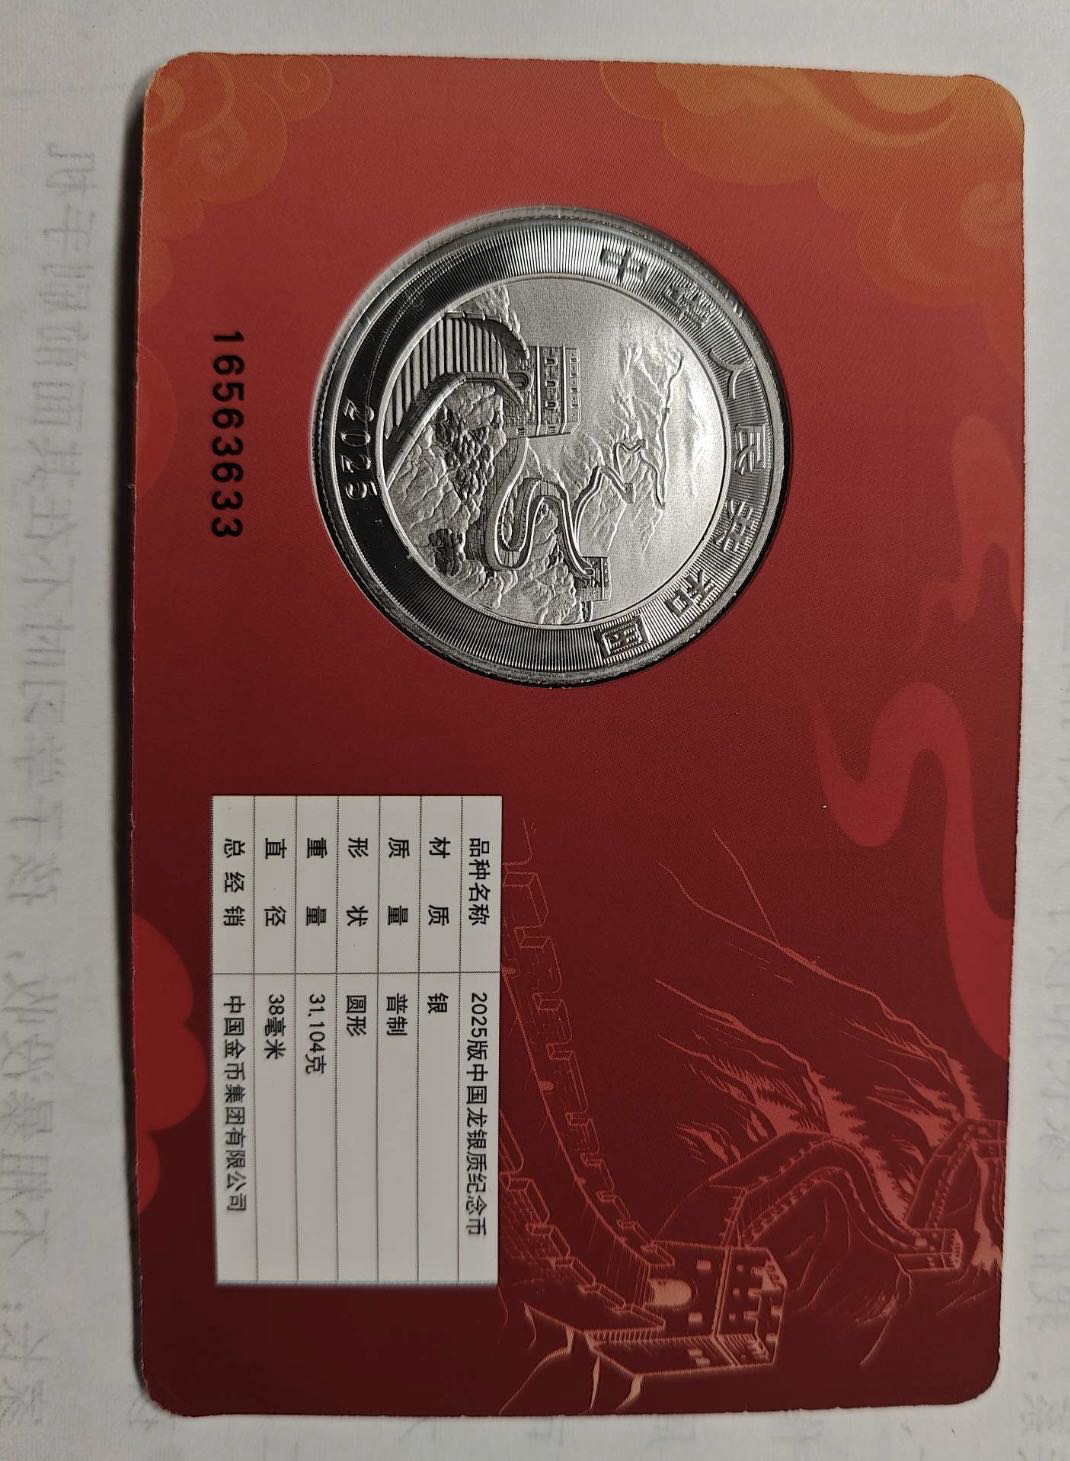 中华人民共和国
2025
16563633
品种名称 2025版中国龙银质纪念币
材质 银
质量 普制
形状 圆形
重量 31.104克
直径 38毫米
总经销 中国金币集团有限公司